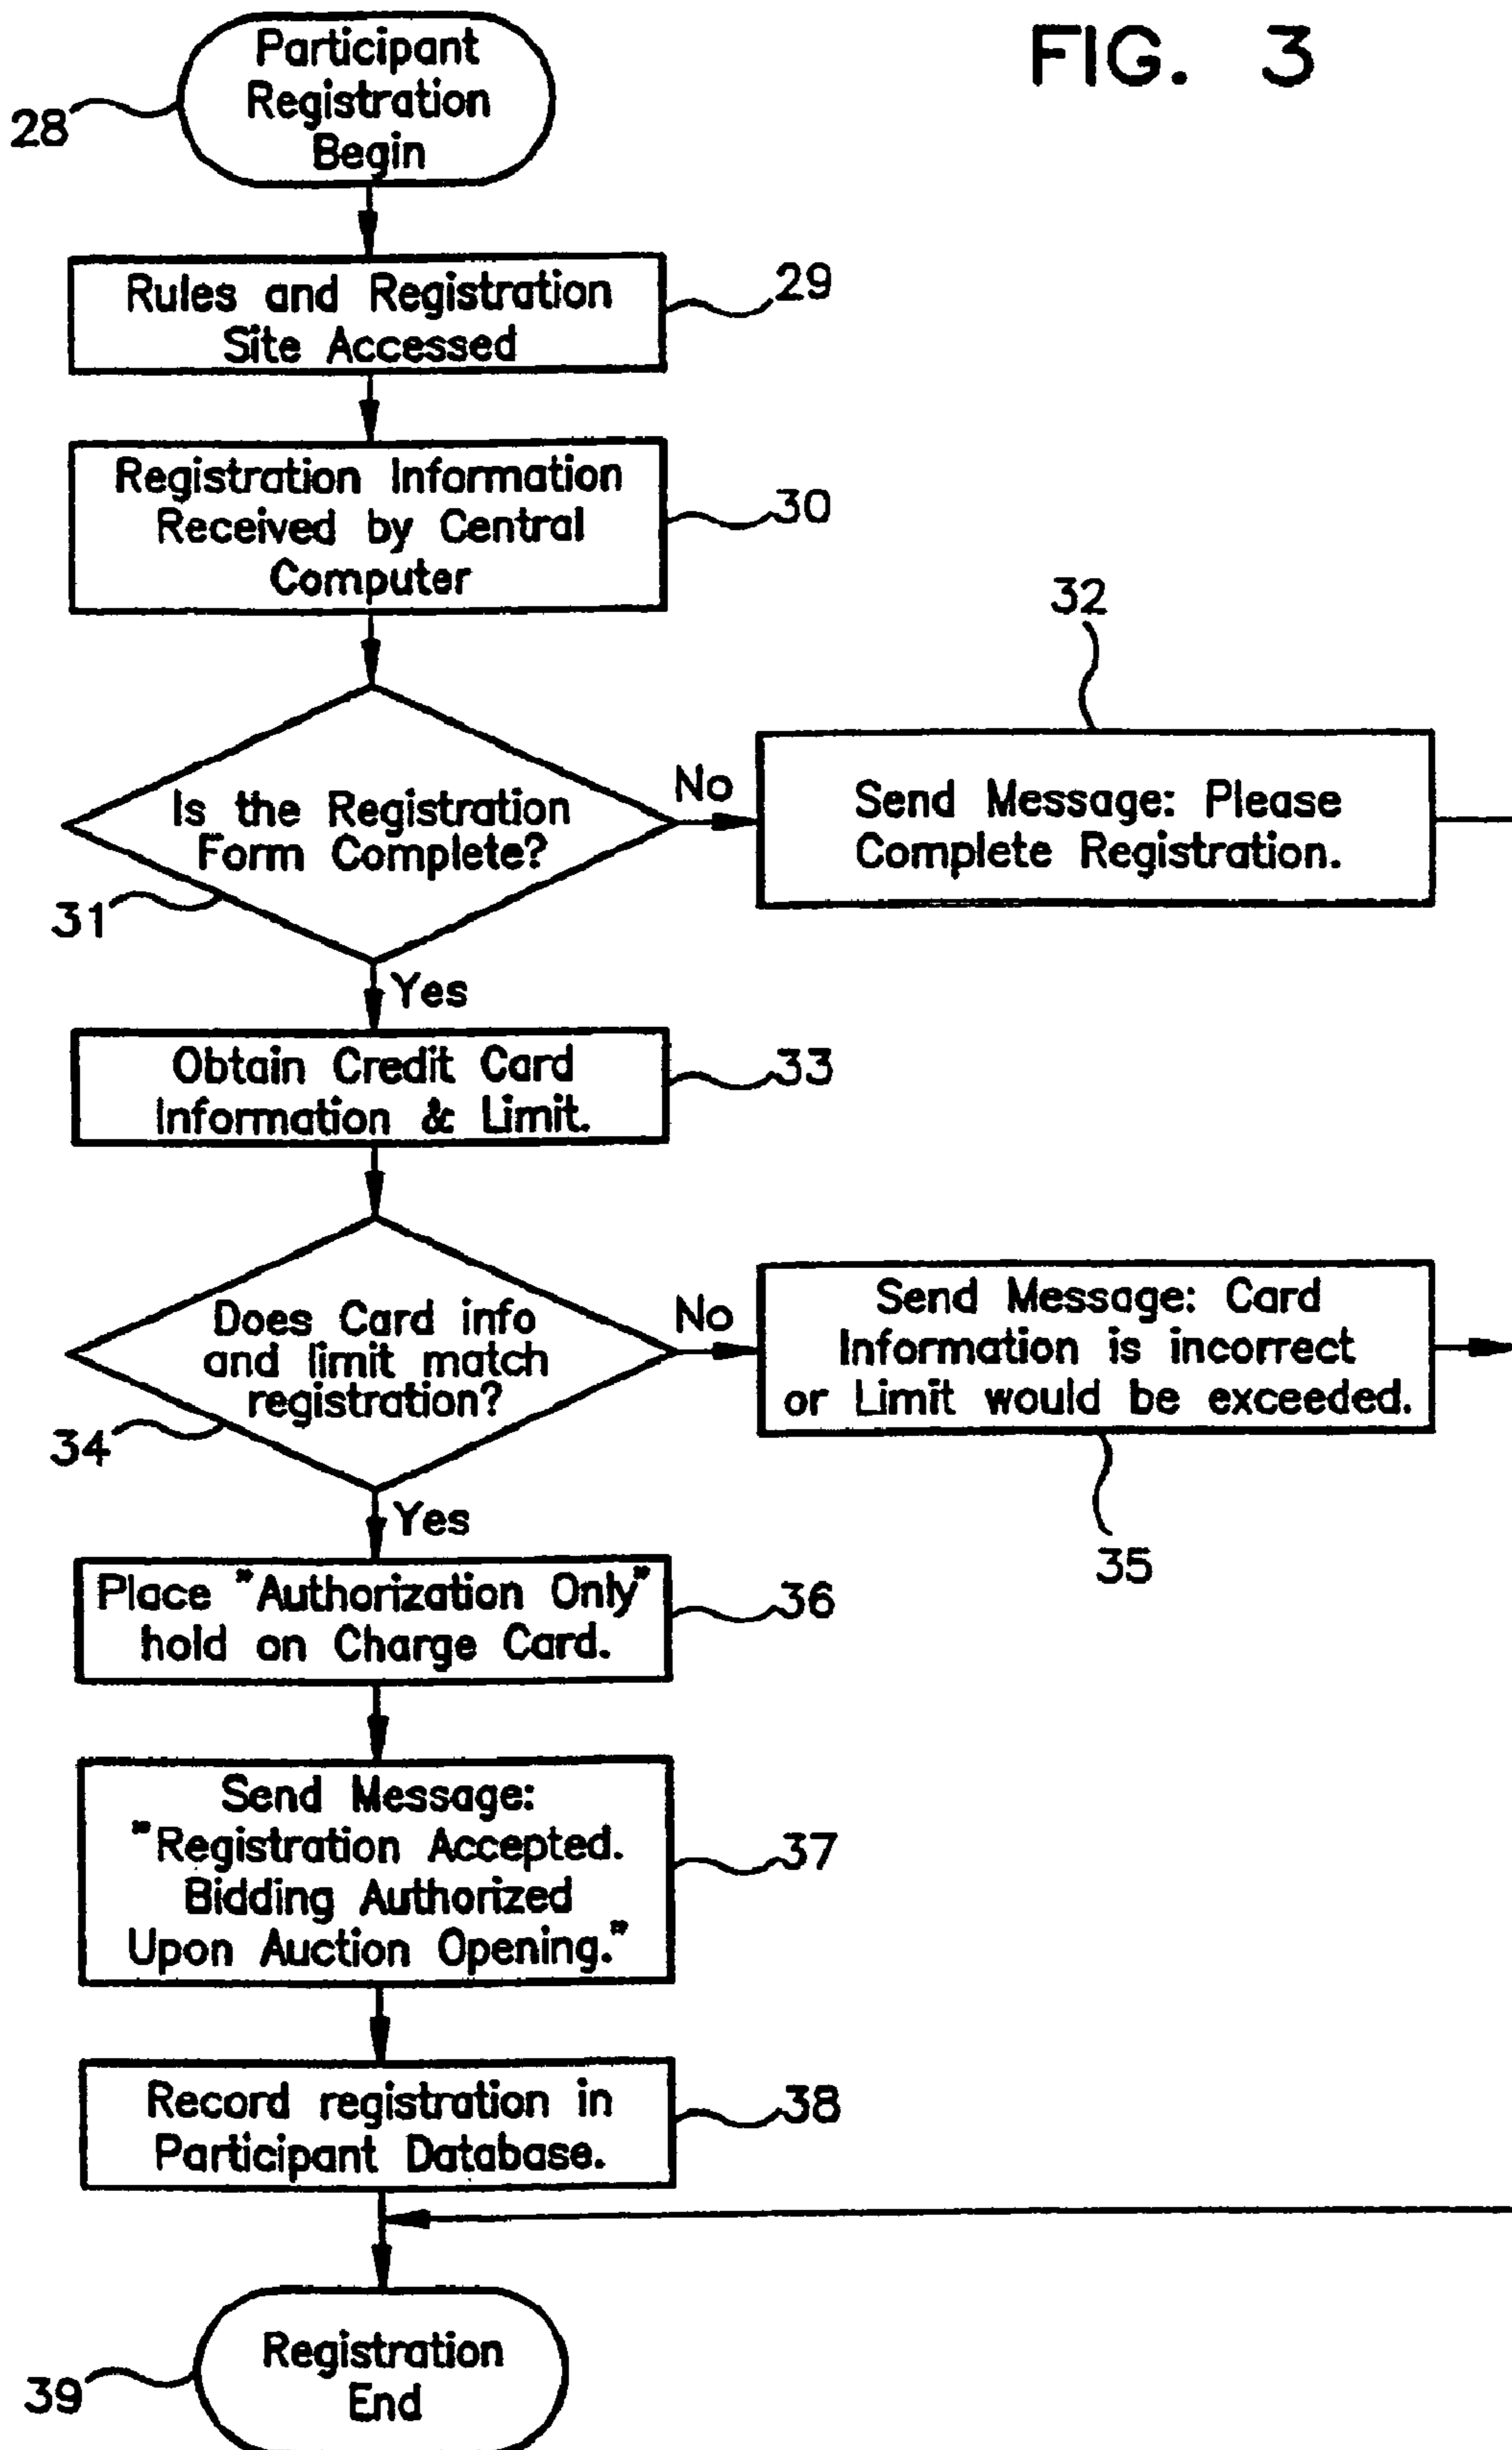 FIG. 3
Participant
Registration
Begin
28
Rules and Registration
Site Accessed
29
Registration Information
Received by Central
Computer
30
Is the Registration
Form Complete?
31
No
32
Send Message: Please
Complete Registration.
Yes
Obtain Credit Card
Information & Limit.
33
Does Card info
and limit match
registration?
34
No
Send Message: Card
Information is incorrect
or Limit would be exceeded.
35
Yes
Place "Authorization Only"
hold on Charge Card.
36
Send Message:
"Registration Accepted.
Bidding Authorized
Upon Auction Opening."
37
Record registration in
Participant Database.
38
Registration
End
39